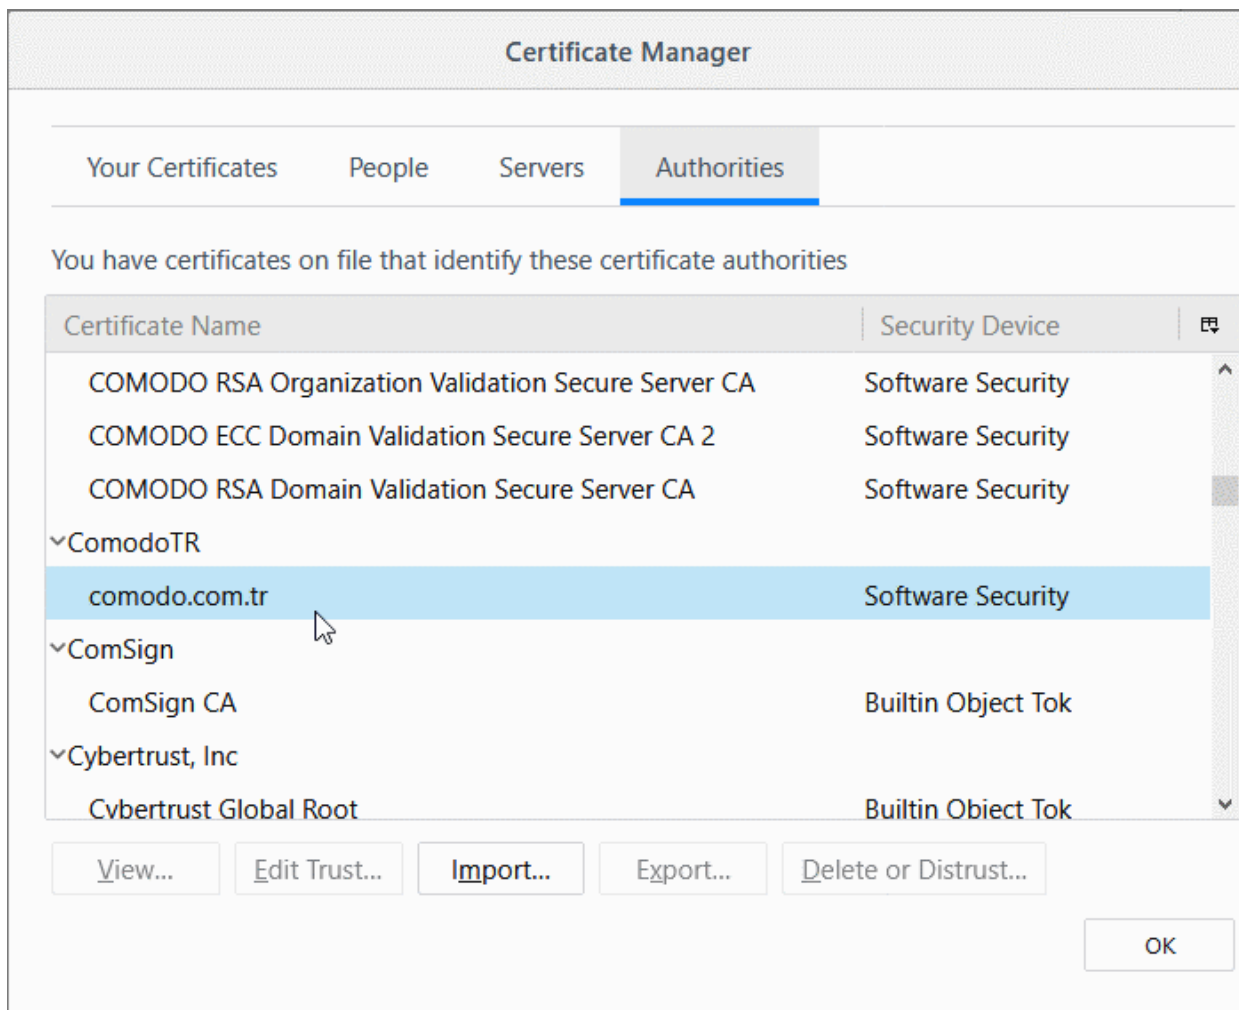 Certificate Manager
Your Certificates People Servers Authorities
You have certificates on file that identify these certificate authorities
Certificate Name Security Device
COMODO RSA Organization Validation Secure Server CA Software Security
COMODO ECC Domain Validation Secure Server CA 2 Software Security
COMODO RSA Domain Validation Secure Server CA Software Security
ComodoTR
comodo.com.tr Software Security
ComSign
ComSign CA Builtin Object Tok
Cybertrust, Inc
Cybertrust Global Root Builtin Object Tok
View... Edit Trust... Import... Export... Delete or Distrust...
OK